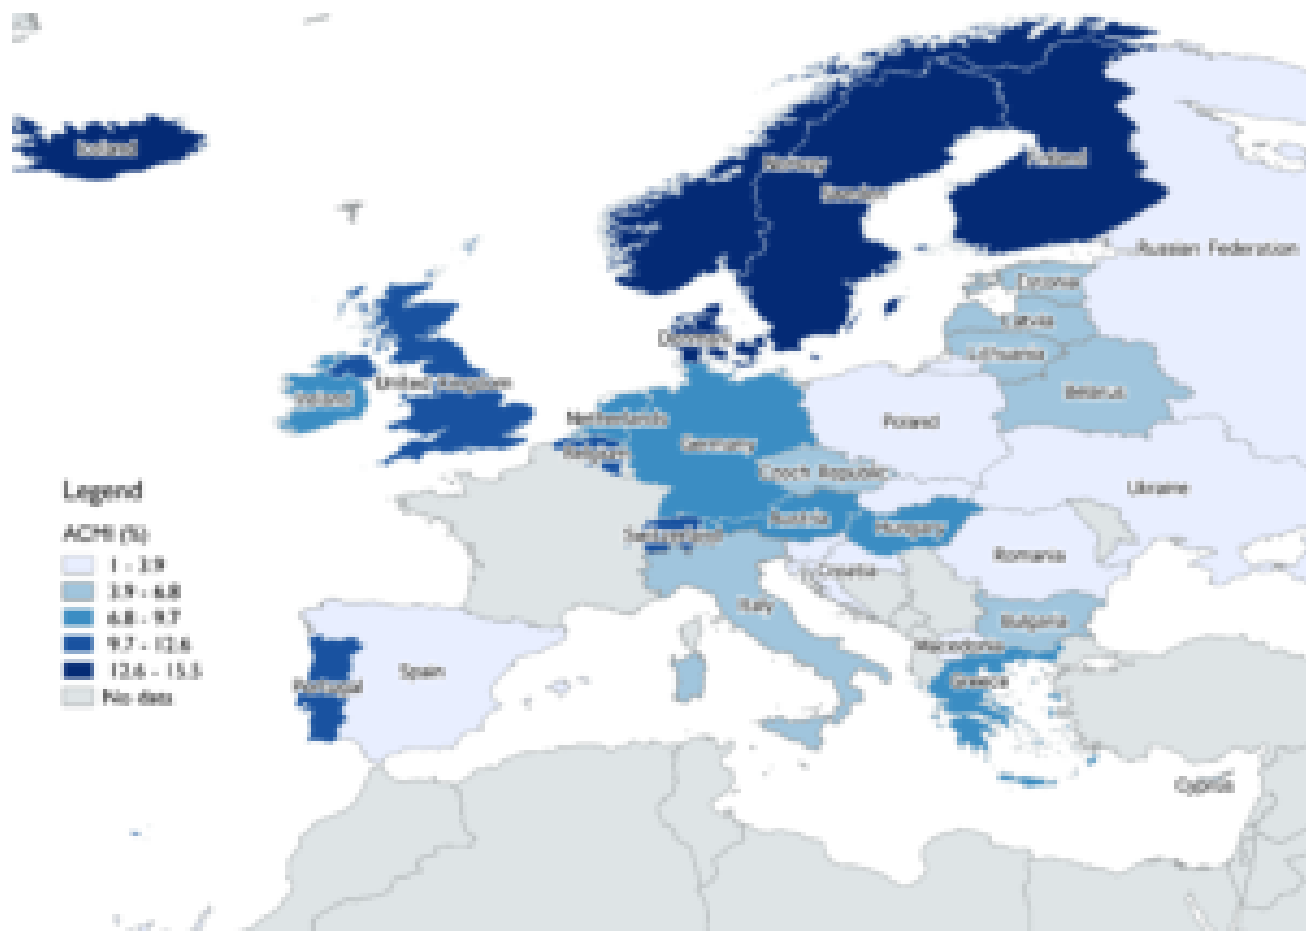 Iceland
Norway
Sweden
Finland
Russian Federation
Estonia
Latvia
Lithuania
Denmark
Belarus
United Kingdom
Ireland
Netherlands
Poland
Germany
Belgium
Czech Republic
Ukraine
Legend
ACMI (%)
1 - 3.9
3.9 - 6.8
6.8 - 9.7
9.7 - 12.6
12.6 - 15.5
No data
Austria
Hungary
Switzerland
Romania
Croatia
Italy
Bulgaria
Macedonia
Spain
Portugal
Greece
Cyprus